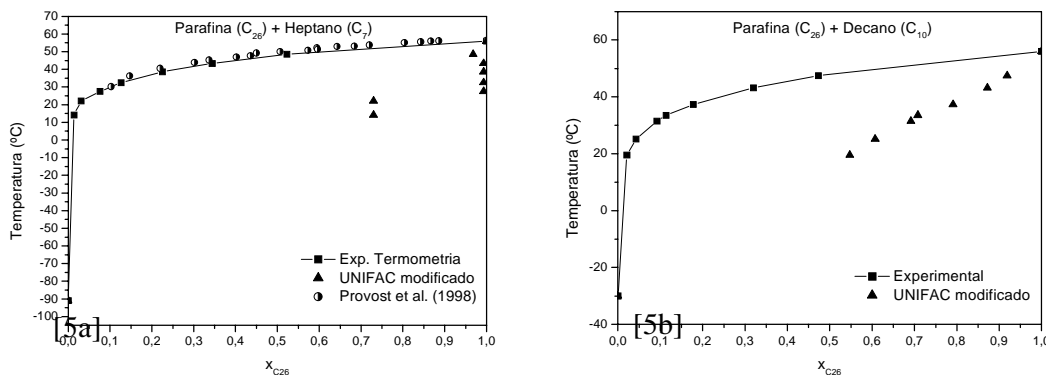 Parafina (C26) + Heptano (C7)
Temperatura (ºC)
70
60
50
40
30
20
10
0
-10
-20
-30
-40
-50
-60
-70
-80
-90
-100
Exp. Termometria
UNIFAC modificado
Provost et al. (1998)
[5a]
0,0 0,1 0,2 0,3 0,4 0,5 0,6 0,7 0,8 0,9 1,0
xC26
Parafina (C26) + Decano (C10)
Temperatura (ºC)
60
40
20
0
-20
-40
Experimental
UNIFAC modificado
[5b]
0,0 0,1 0,2 0,3 0,4 0,5 0,6 0,7 0,8 0,9 1,0
xC26